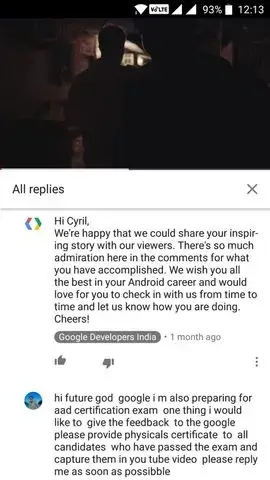 VoLTE 93% 12:13
All replies
Hi Cyril,
We're happy that we could share your inspir-
ing story with our viewers. There's so much
admiration here in the comments for what
you have accomplished. We wish you all
the best in your Android career and would
love for you to check in with us from time to
time and let us know how you are doing.
Cheers!
Google Developers India • 1 month ago
hi future god google i m also preparing for
aad certification exam one thing i would
like to give the feedback to the google
please provide physicals certificate to all
candidates who have passed the exam and
capture them in you tube video please reply
me as soon as possibble